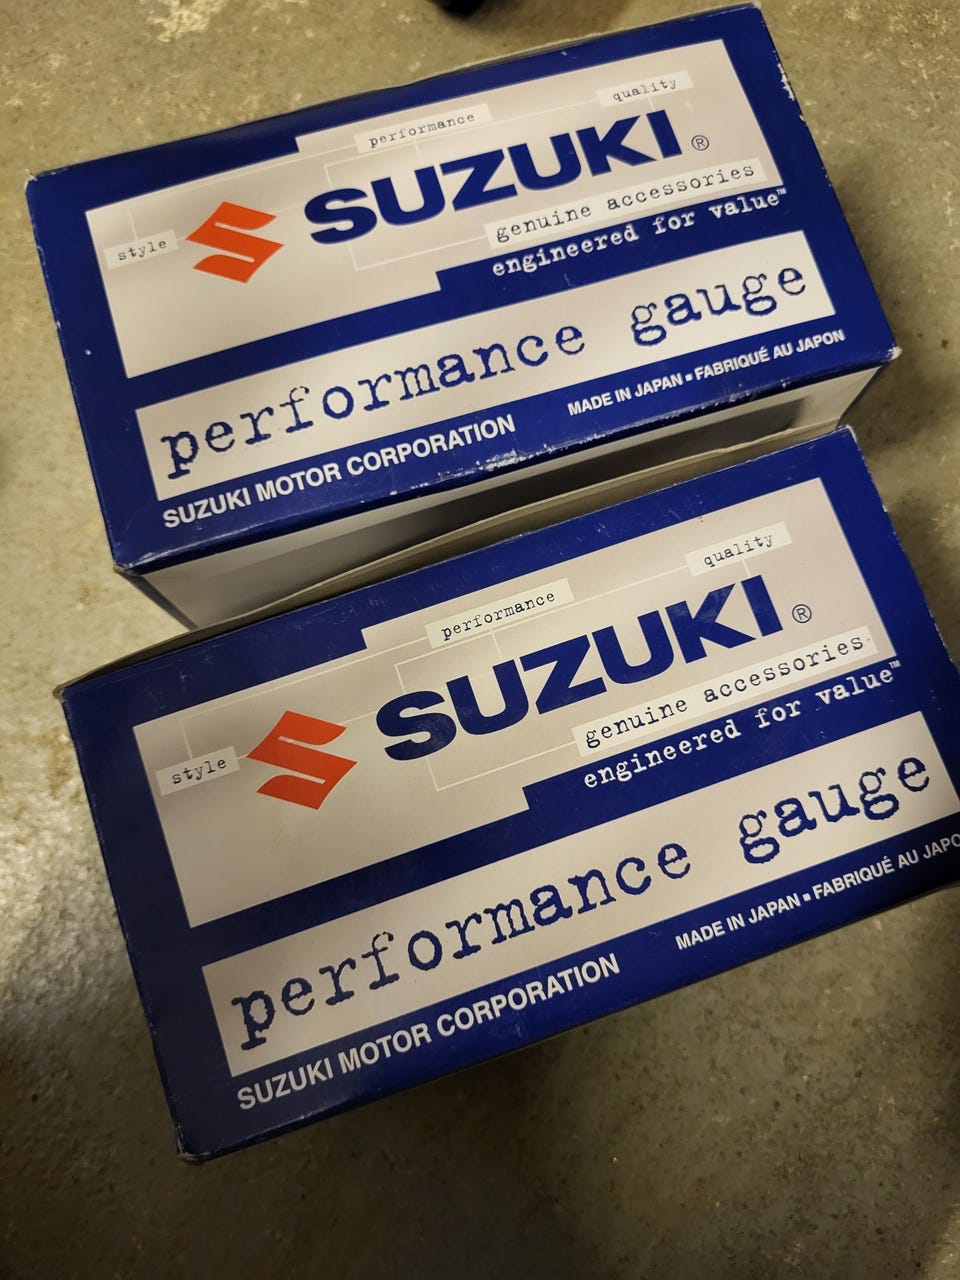 quality
performance
SUZUKI®
style
genuine accessories
engineered for value™
performance gauge
MADE IN JAPAN ▪ FABRIQUÉ AU JAPON
SUZUKI MOTOR CORPORATION
quality
performance
SUZUKI®
genuine accessories
style
engineered for value™
performance gauge
MADE IN JAPAN ▪ FABRIQUÉ AU JAPO
SUZUKI MOTOR CORPORATION